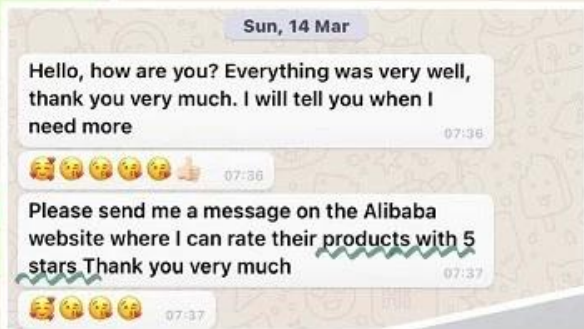 Sun, 14 Mar
Hello, how are you? Everything was very well,
thank you very much. I will tell you when I
need more
07:36
🥰😘😘😘😘👍🏻 07:36
Please send me a message on the Alibaba
website where I can rate their products with 5
stars Thank you very much
07:37
🥰😘😘😘 07:37